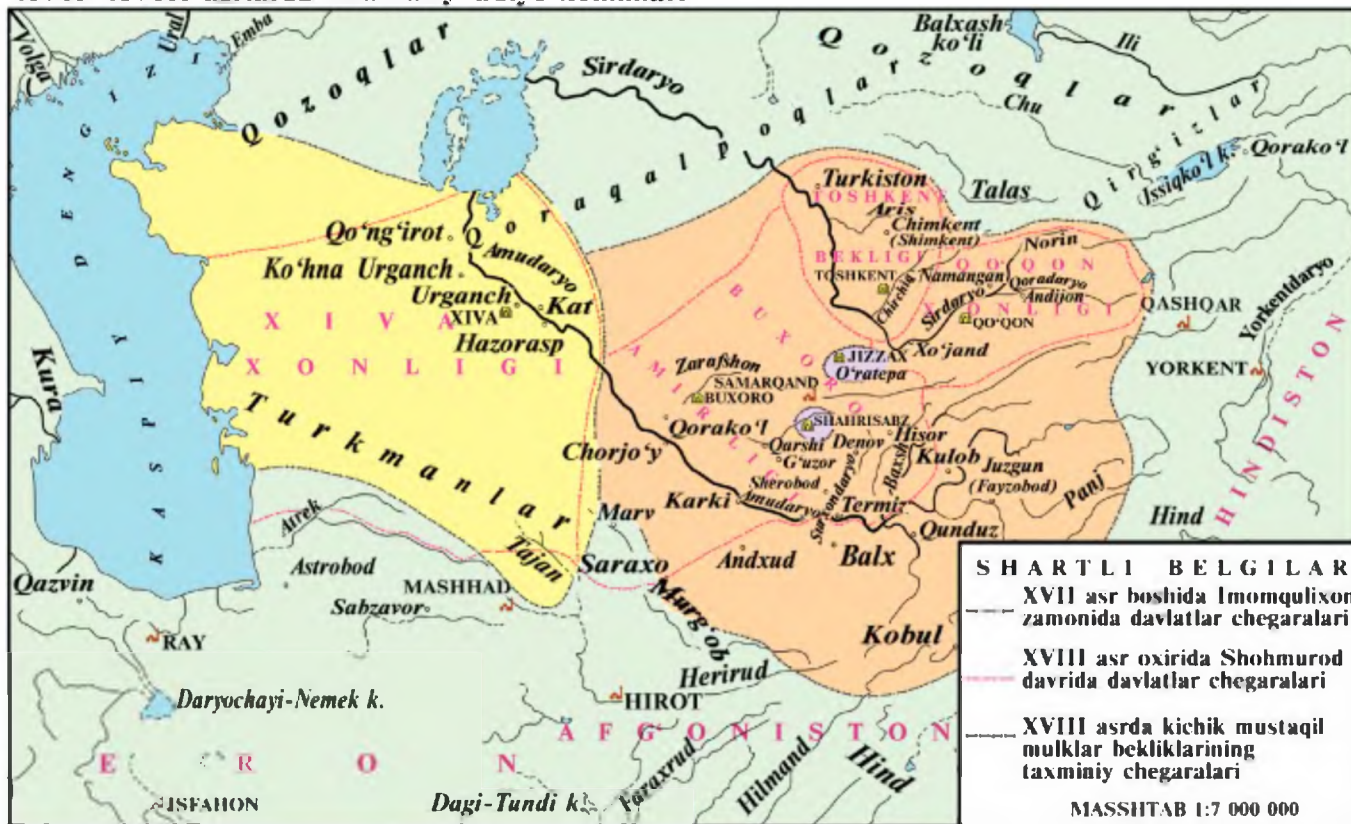 Volga
Ural
Emba
Qozoqlar
Sirdaryo
Qozoqlar
Balxash
ko‘li
Ili
Chu
Qirg‘izlar
Issiqko‘l k.
Qorako‘l
Talas
Qoraqalpoqlar
KASPIY DENGIZI
Kura
Qo‘ng‘irot
Amudaryo
Ko‘hna Urganch
Urganch
XIVA
Kat
Hazorasp
XIVA
XONLIGI
Turkmanlar
Turkiston
TOSHKENT
Aris
Chimkent
(Shimkent)
BEKLIGI
TOSHKENT
Chirchiq
Namangan
Norin
QO‘QON
Qoradaryo
Sirdaryo
Andijon
XONLIGI
QO‘QON
QASHQAR
Yorkentdaryo
YORKENT
HINDISTON
Xo‘jand
JIZZAX
O‘ratepa
BUXORO
AMIRLIGI
Zarafshon
SAMARQAND
BUXORO
SHAHRISABZ
Qorako‘l
Qarshi
Denov
Hisor
G‘uzor
Baxsh
Kulob
Juzgun
(Fayzobod)
Panj
Chorjo‘y
Sherobod
Surxondaryo
Karki
Amudaryo
Termiz
Hind
Marv
Qunduz
Andxud
Balx
Atrek
Tajan
Saraxo
Astrobod
MASHHAD
Sabzavor
Qazvin
RAY
Murg‘ob
Kobul
Herirud
HIROT
Daryochayi-Nemek k.
AFGONISTON
ERON
ISFAHON
Dagi-Tundi k.
Faraxrud
Hilmand
Hind
SHARTLI BELGILAR
XVII asr boshida Imomqulixon
zamonida davlatlar chegaralari
XVIII asr oxirida Shohmurod
davrida davlatlar chegaralari
XVIII asrda kichik mustaqil
mulklar bekliklarining
taxminiy chegaralari
MASSHTAB 1:7 000 000